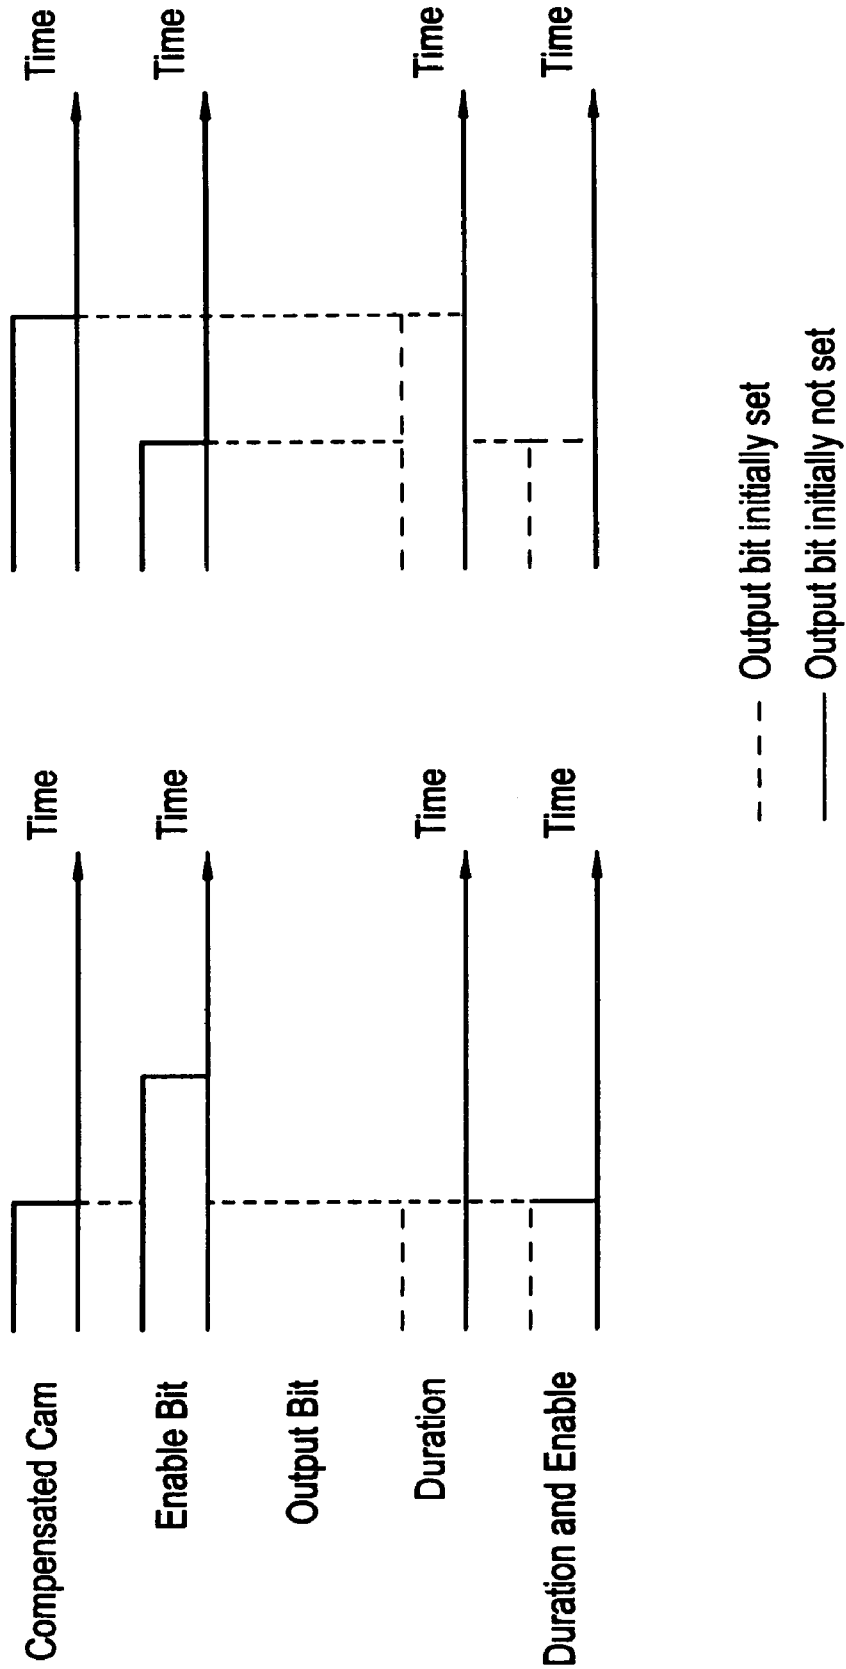 Compensated Cam
Time
Time
Enable Bit
Time
Time
Output Bit
Duration
Time
Time
Duration and Enable
Time
Time
Output bit initially set
Output bit initially not set